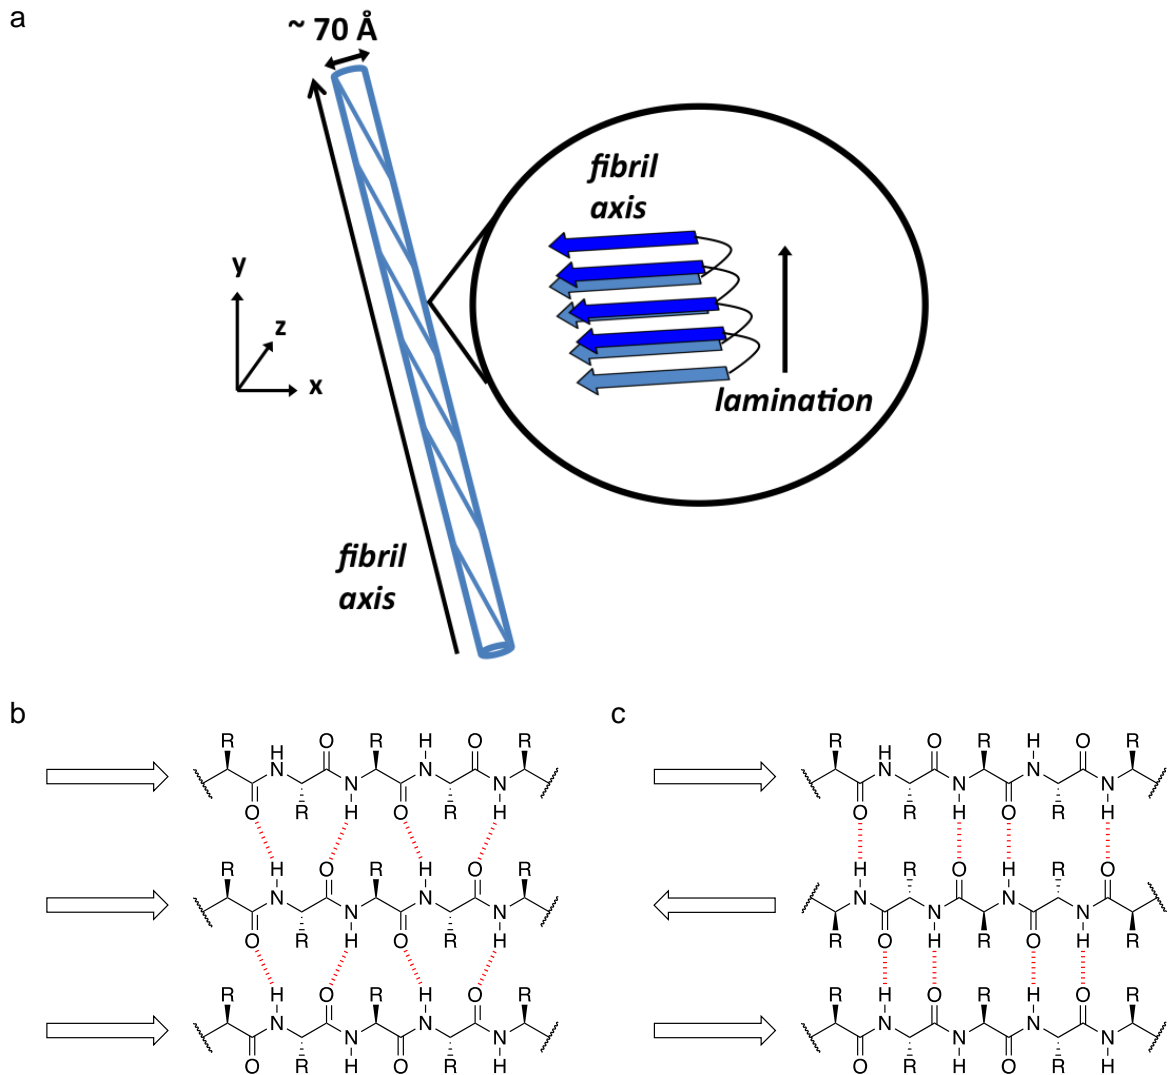 a
~ 70 Å
fibril
axis
y
z
x
lamination
fibril
axis
b
R H O R H O R
N N N N
O R H O R H
R H O R H O R
N N N N
O R H O R H
R H O R H O R
N N N N
O R H O R H
c
R H O R H O R
N N N N
O R H O R H
H R O H R O
N N N N
R O H R O H R
R H O R H O R
N N N N
O R H O R H